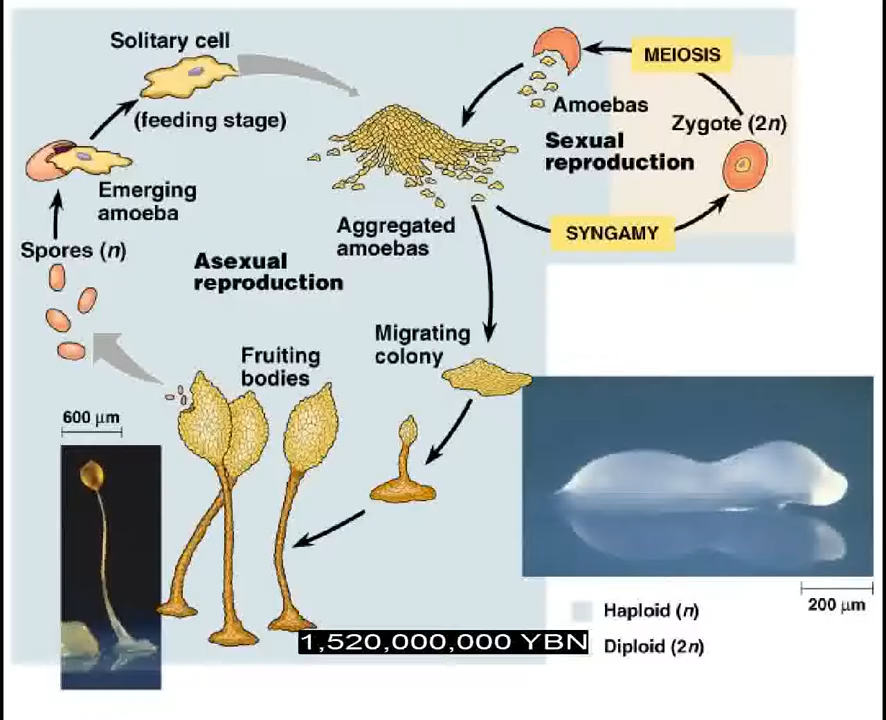 Solitary cell
(feeding stage)
MEIOSIS
Amoebas
Zygote (2n)
Sexual
reproduction
Emerging
amoeba
SYNGAMY
Aggregated
amoebas
Spores (n)
Asexual
reproduction
Migrating
colony
Fruiting
bodies
600 μm
200 μm
Haploid (n)
Diploid (2n)
1,520,000,000 YBN